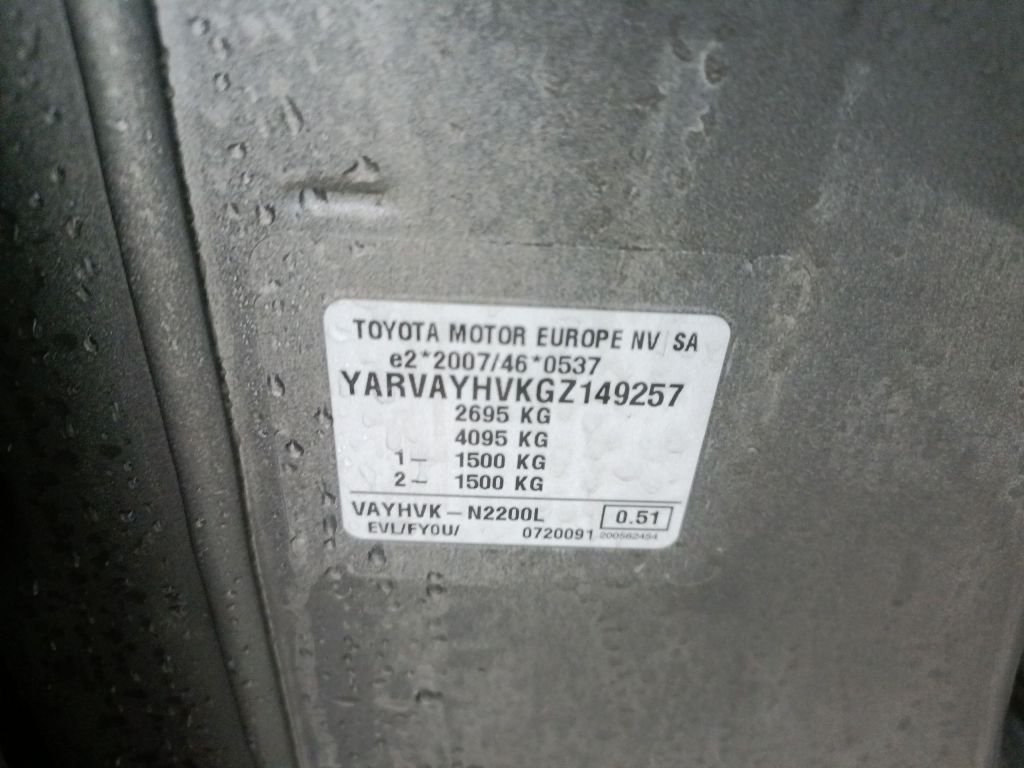 TOYOTA MOTOR EUROPE NV SA
e2*2007/46*0537
YARVAYHVKGZ149257
2695 KG
4095 KG
1- 1500 KG
2- 1500 KG
VAYHVK-N2200L 0.51
EVL/FY0U/ 0720091 200562454